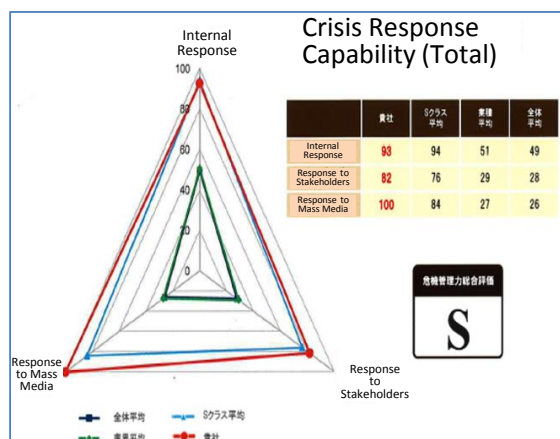 Crisis Response
Capability (Total)
Internal
Response
100
80
60
40
20
0
Response
to Mass
Media
Response
to
Stakeholders
貴社
Sクラス
平均
業種
平均
全体
平均
Internal
Response
93
94
51
49
Response to
Stakeholders
82
76
29
28
Response to
Mass Media
100
84
27
26
危機管理力総合評価
S
全体平均
Sクラス平均
業種平均
貴社